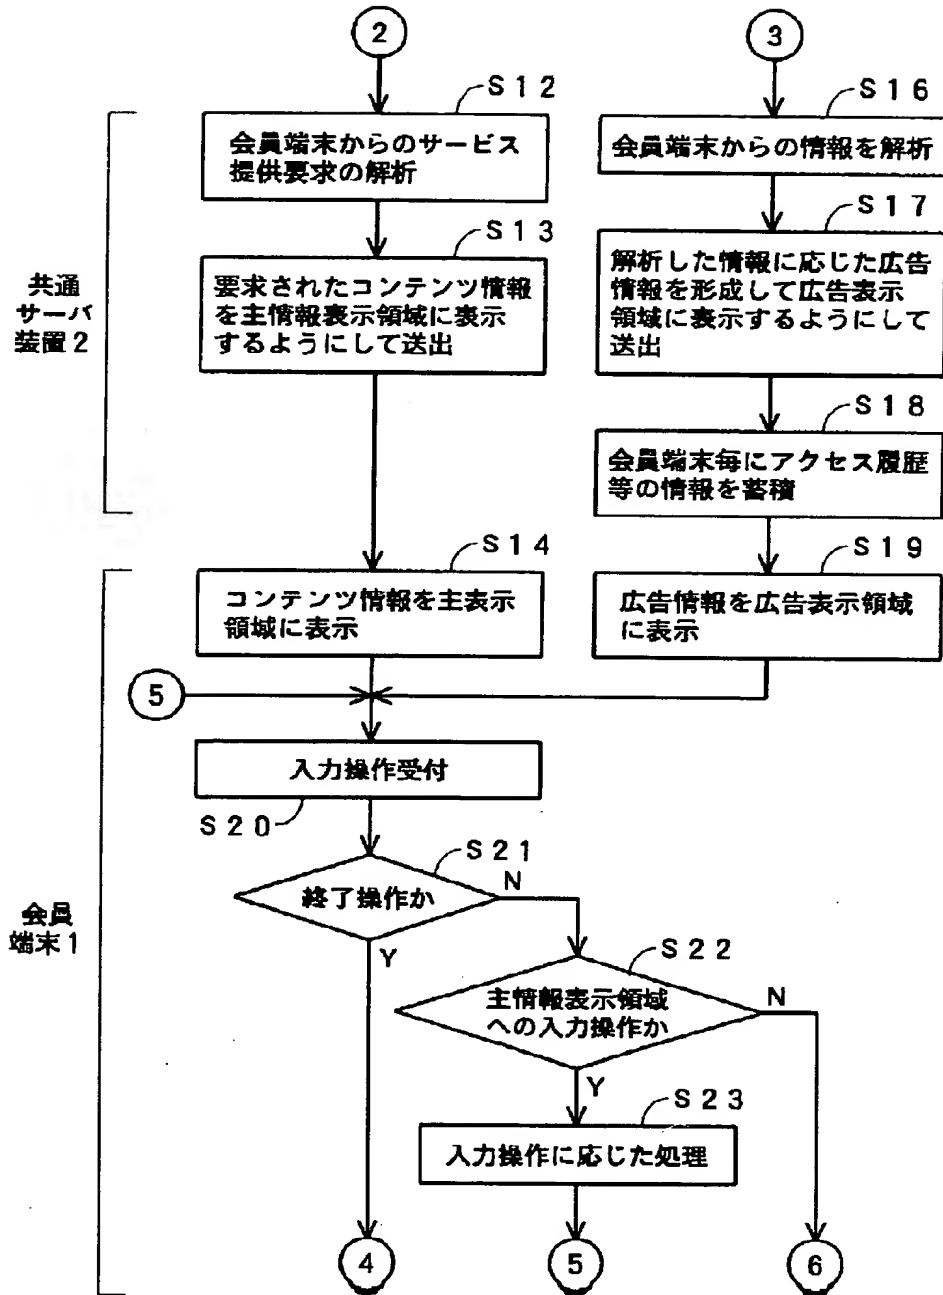 2
3
S12
S16
会員端末からのサービス
提供要求の解析
会員端末からの情報を解析
S13
S17
共通
サーバ
装置2
要求されたコンテンツ情報
を主情報表示領域に表示
するようにして送出
解析した情報に応じた広告
情報を形成して広告表示
領域に表示するようにして
送出
S18
会員端末毎にアクセス履歴
等の情報を蓄積
S14
S19
コンテンツ情報を主表示
領域に表示
広告情報を広告表示領域
に表示
5
入力操作受付
S20
S21
終了操作か
N
Y
会員
端末1
S22
主情報表示領域
への入力操作か
N
Y
S23
入力操作に応じた処理
4
5
6